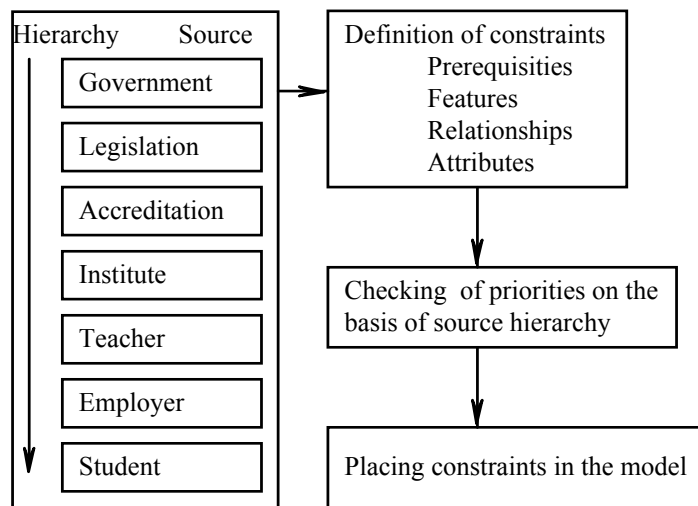 Hierarchy Source
Government
Legislation
Accreditation
Institute
Teacher
Employer
Student
Definition of constraints
Prerequisities
Features
Relationships
Attributes
Checking of priorities on the
basis of source hierarchy
Placing constraints in the model